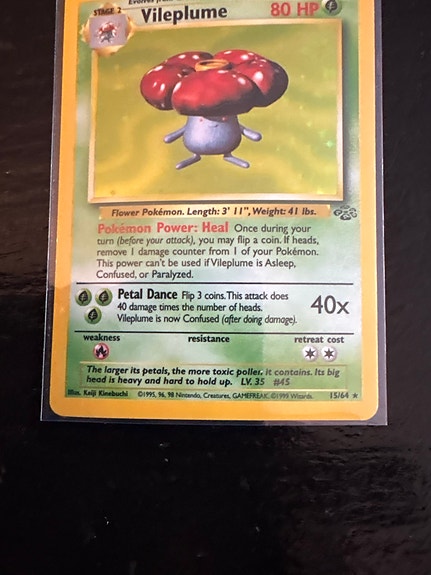 Evolves from
STAGE 2
Vileplume
80 HP
Flower Pokémon. Length: 3' 11", Weight: 41 lbs.
Pokémon Power: Heal Once during your
turn (before your attack), you may flip a coin. If heads,
remove 1 damage counter from 1 of your Pokémon.
This power can't be used if Vileplume is Asleep,
Confused, or Paralyzed.
Petal Dance Flip 3 coins. This attack does
40 damage times the number of heads.
Vileplume is now Confused (after doing damage).
40x
weakness
resistance
retreat cost
The larger its petals, the more toxic pollen it contains. Its big
head is heavy and hard to hold up. LV. 35 #45
Illus. Keiji Kinebuchi
©1995, 96, 98 Nintendo, Creatures, GAMEFREAK. ©1999 Wizards.
15/64 ★